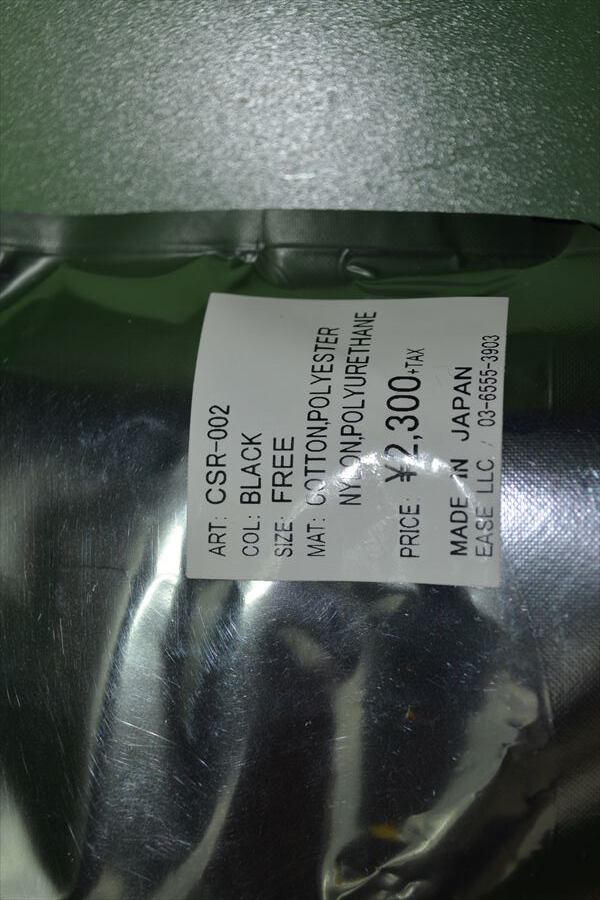 ART: CSR-002
COL: BLACK
SIZE: FREE
MAT: COTTON,POLYESTER
NYLON,POLYURETHANE
PRICE: ¥2,300+TAX
MADE IN JAPAN
EASE LLC. / 03-6555-3903